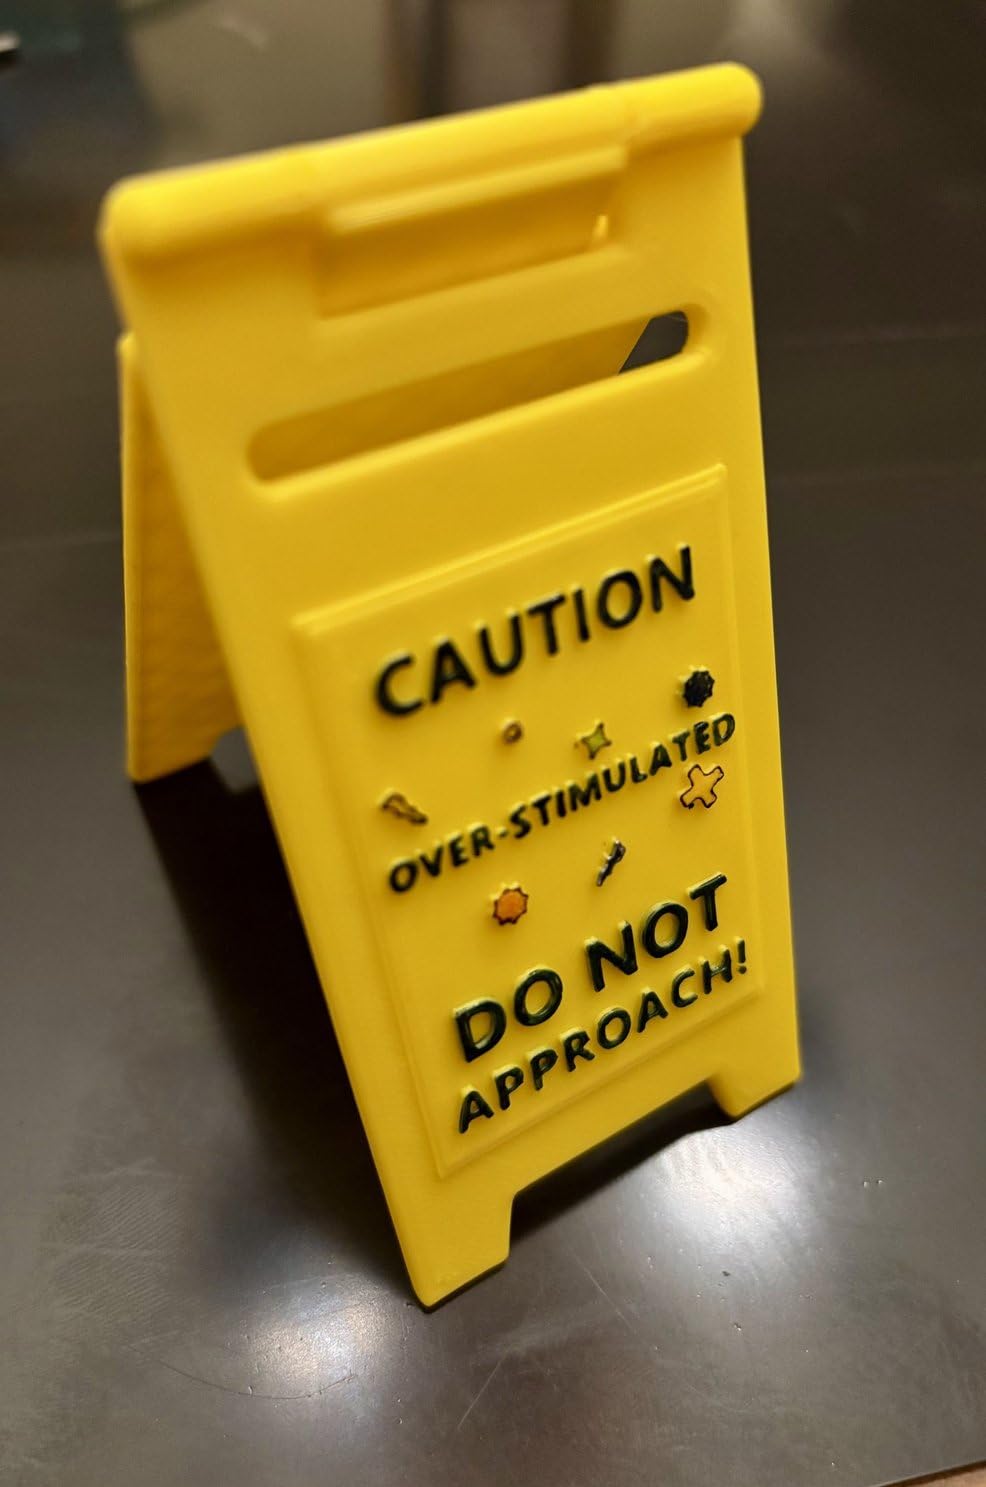 CAUTION
OVER-STIMULATED
DO NOT
APPROACH!